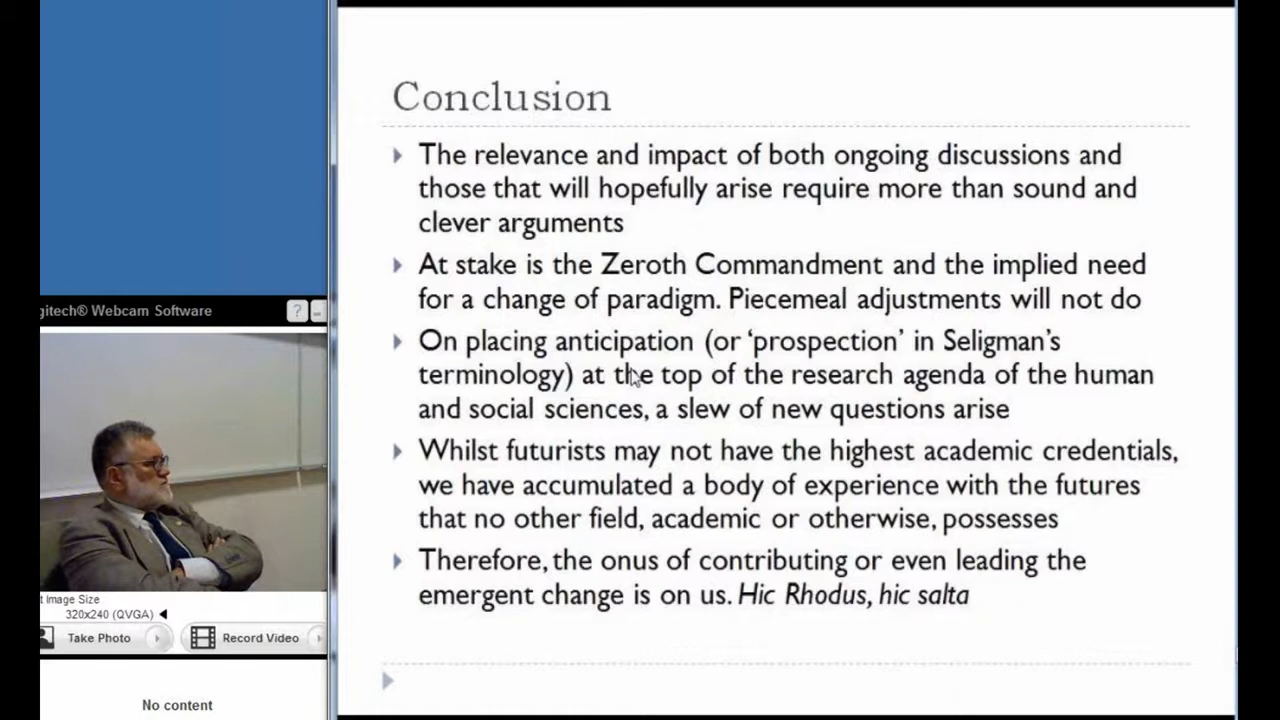 Conclusion
The relevance and impact of both ongoing discussions and
those that will hopefully arise require more than sound and
clever arguments
At stake is the Zeroth Commandment and the implied need
for a change of paradigm. Piecemeal adjustments will not do
On placing anticipation (or ‘prospection’ in Seligman’s
terminology) at the top of the research agenda of the human
and social sciences, a slew of new questions arise
Whilst futurists may not have the highest academic credentials,
we have accumulated a body of experience with the futures
that no other field, academic or otherwise, possesses
Therefore, the onus of contributing or even leading the
emergent change is on us. Hic Rhodus, hic salta
gitech® Webcam Software
?
t Image Size
320x240 (QVGA)
Take Photo
Record Video
No content